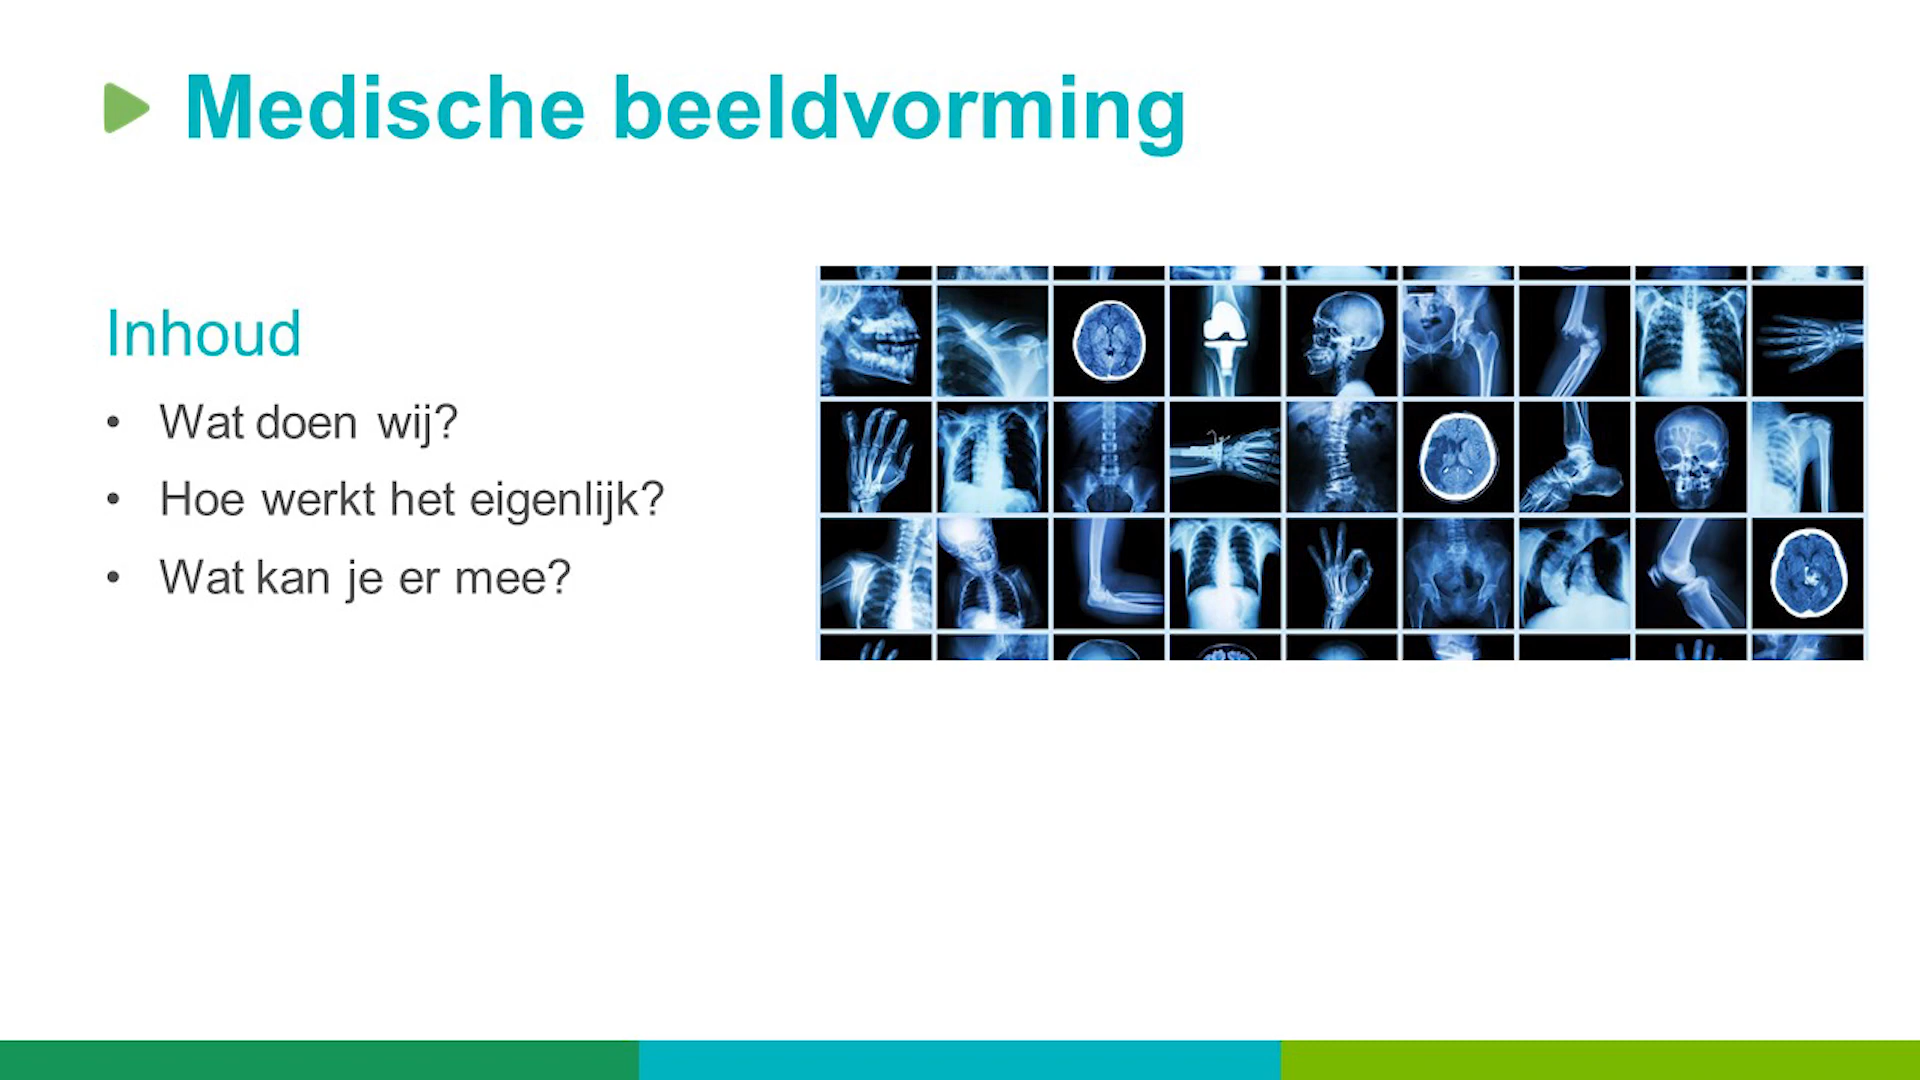 Medische beeldvorming
Inhoud
• Wat doen wij?
• Hoe werkt het eigenlijk?
• Wat kan je er mee?